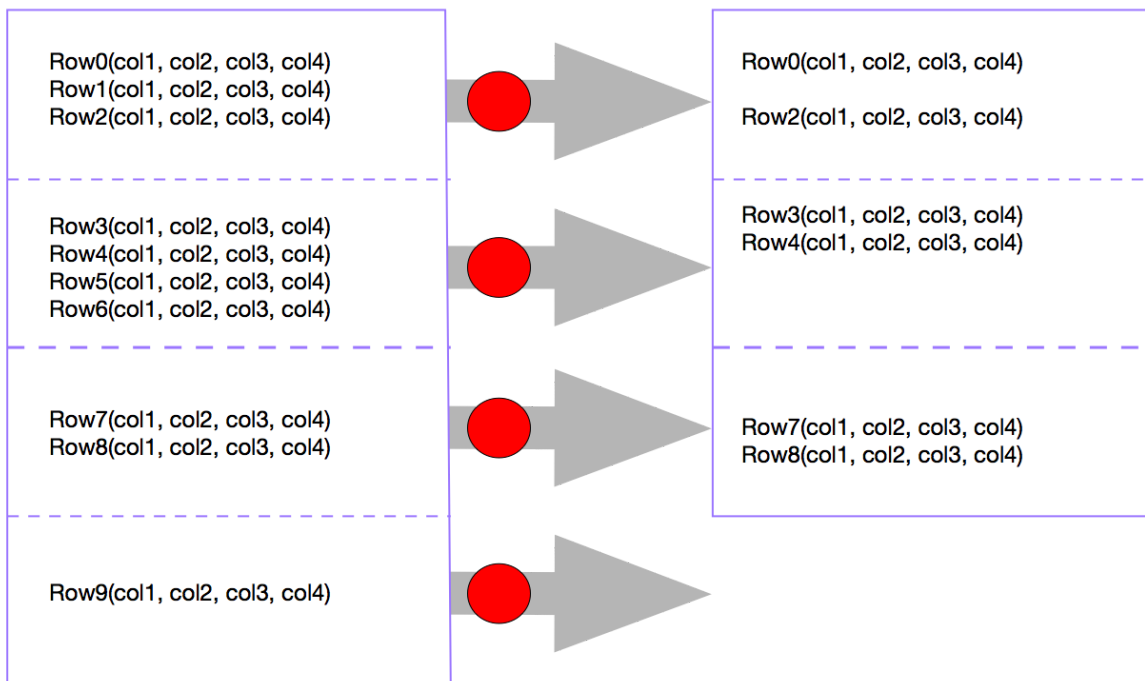 Row0(col1, col2, col3, col4)
Row1(col1, col2, col3, col4)
Row2(col1, col2, col3, col4)
Row3(col1, col2, col3, col4)
Row4(col1, col2, col3, col4)
Row5(col1, col2, col3, col4)
Row6(col1, col2, col3, col4)
Row7(col1, col2, col3, col4)
Row8(col1, col2, col3, col4)
Row9(col1, col2, col3, col4)
Row0(col1, col2, col3, col4)
Row2(col1, col2, col3, col4)
Row3(col1, col2, col3, col4)
Row4(col1, col2, col3, col4)
Row7(col1, col2, col3, col4)
Row8(col1, col2, col3, col4)